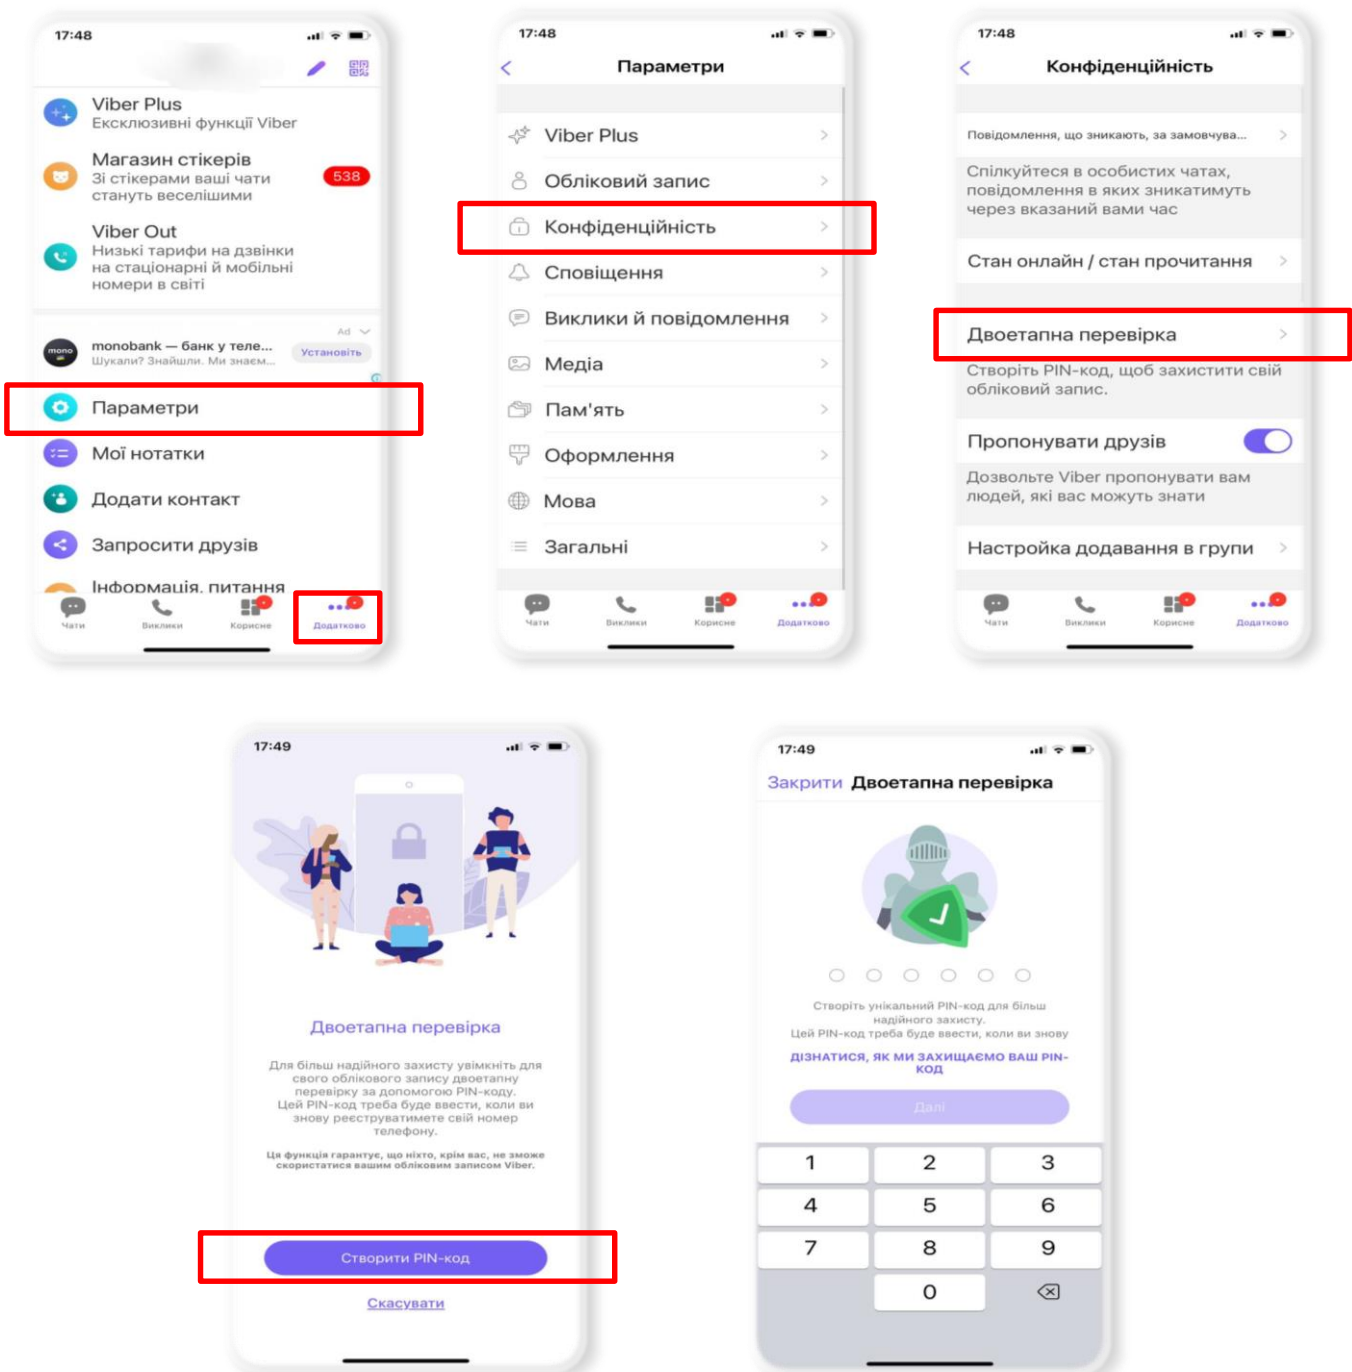 17:48
Viber Plus
Ексклюзивні функції Viber
Магазин стікерів
Зі стікерами ваші чати
стануть веселішими
538
Viber Out
Низькі тарифи на дзвінки
на стаціонарні й мобільні
номери в світі
Ad
monobank — банк у теле...
Шукали? Знайшли. Ми знаєм...
Установіть
mono
Параметри
Мої нотатки
Додати контакт
Запросити друзів
Інформація, питання
Чати
Виклики
Корисне
Додатково
17:48
Параметри
Viber Plus
Обліковий запис
Конфіденційність
Сповіщення
Виклики й повідомлення
Медіа
Пам'ять
Оформлення
Мова
Загальні
Чати
Виклики
Корисне
Додатково
17:48
Конфіденційність
Повідомлення, що зникають, за замовчува...
Спілкуйтеся в особистих чатах,
повідомлення в яких зникатимуть
через вказаний вами час
Стан онлайн / стан прочитання
Двоетапна перевірка
Створіть PIN-код, щоб захистити свій
обліковий запис.
Пропонувати друзів
Дозвольте Viber пропонувати вам
людей, які вас можуть знати
Настройка додавання в групи
Чати
Виклики
Корисне
Додатково
17:49
Двоетапна перевірка
Для більш надійного захисту увімкніть для
свого облікового запису двоетапну
перевірку за допомогою PIN-коду.
Цей PIN-код треба буде ввести, коли ви
знову реєструватимете свій номер
телефону.
Ця функція гарантує, що ніхто, крім вас, не зможе
скористатися вашим обліковим записом Viber.
Створити PIN-код
Скасувати
17:49
Закрити Двоетапна перевірка
Створіть унікальний PIN-код для більш
надійного захисту.
Цей PIN-код треба буде ввести, коли ви знову
ДІЗНАТИСЯ, ЯК МИ ЗАХИЩАЄМО ВАШ PIN-
КОД
Далі
1 2 3
4 5 6
7 8 9
0